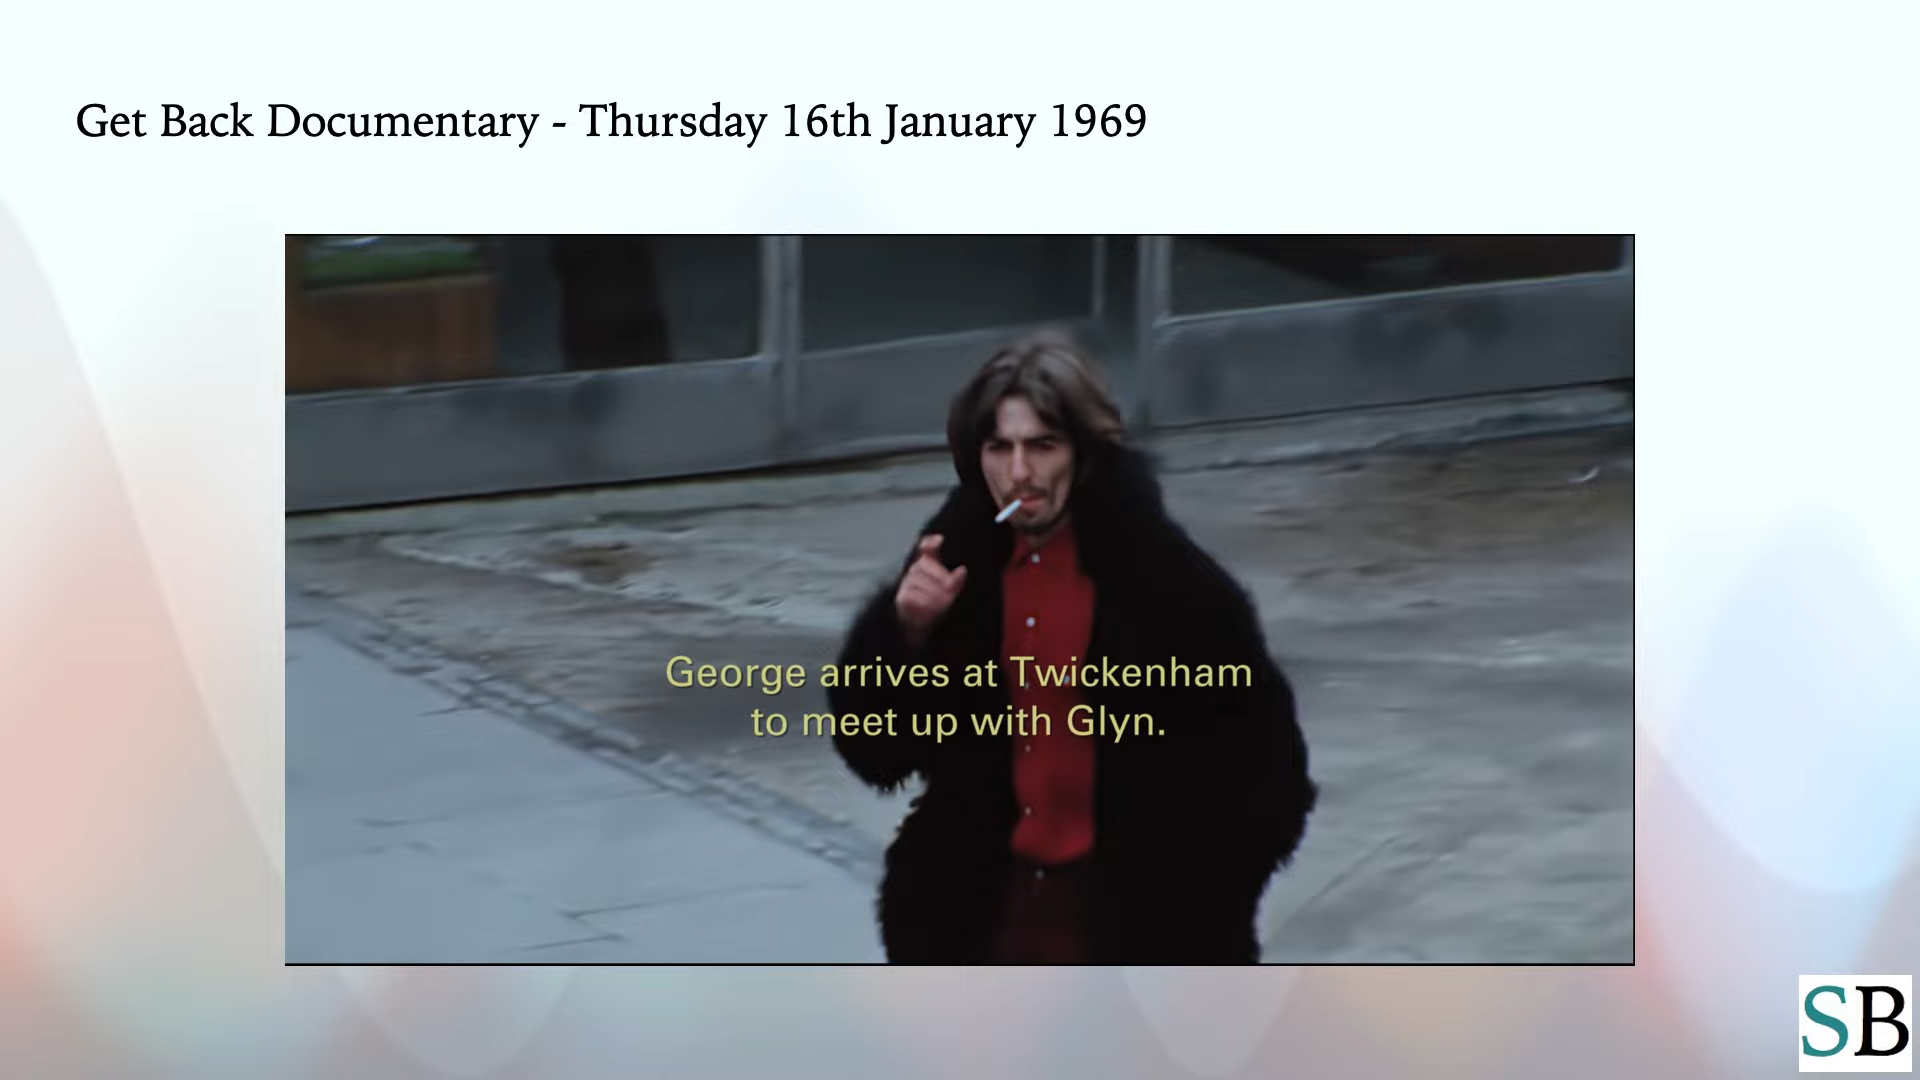 Get Back Documentary - Thursday 16th January 1969
George arrives at Twickenham
to meet up with Glyn.
SB